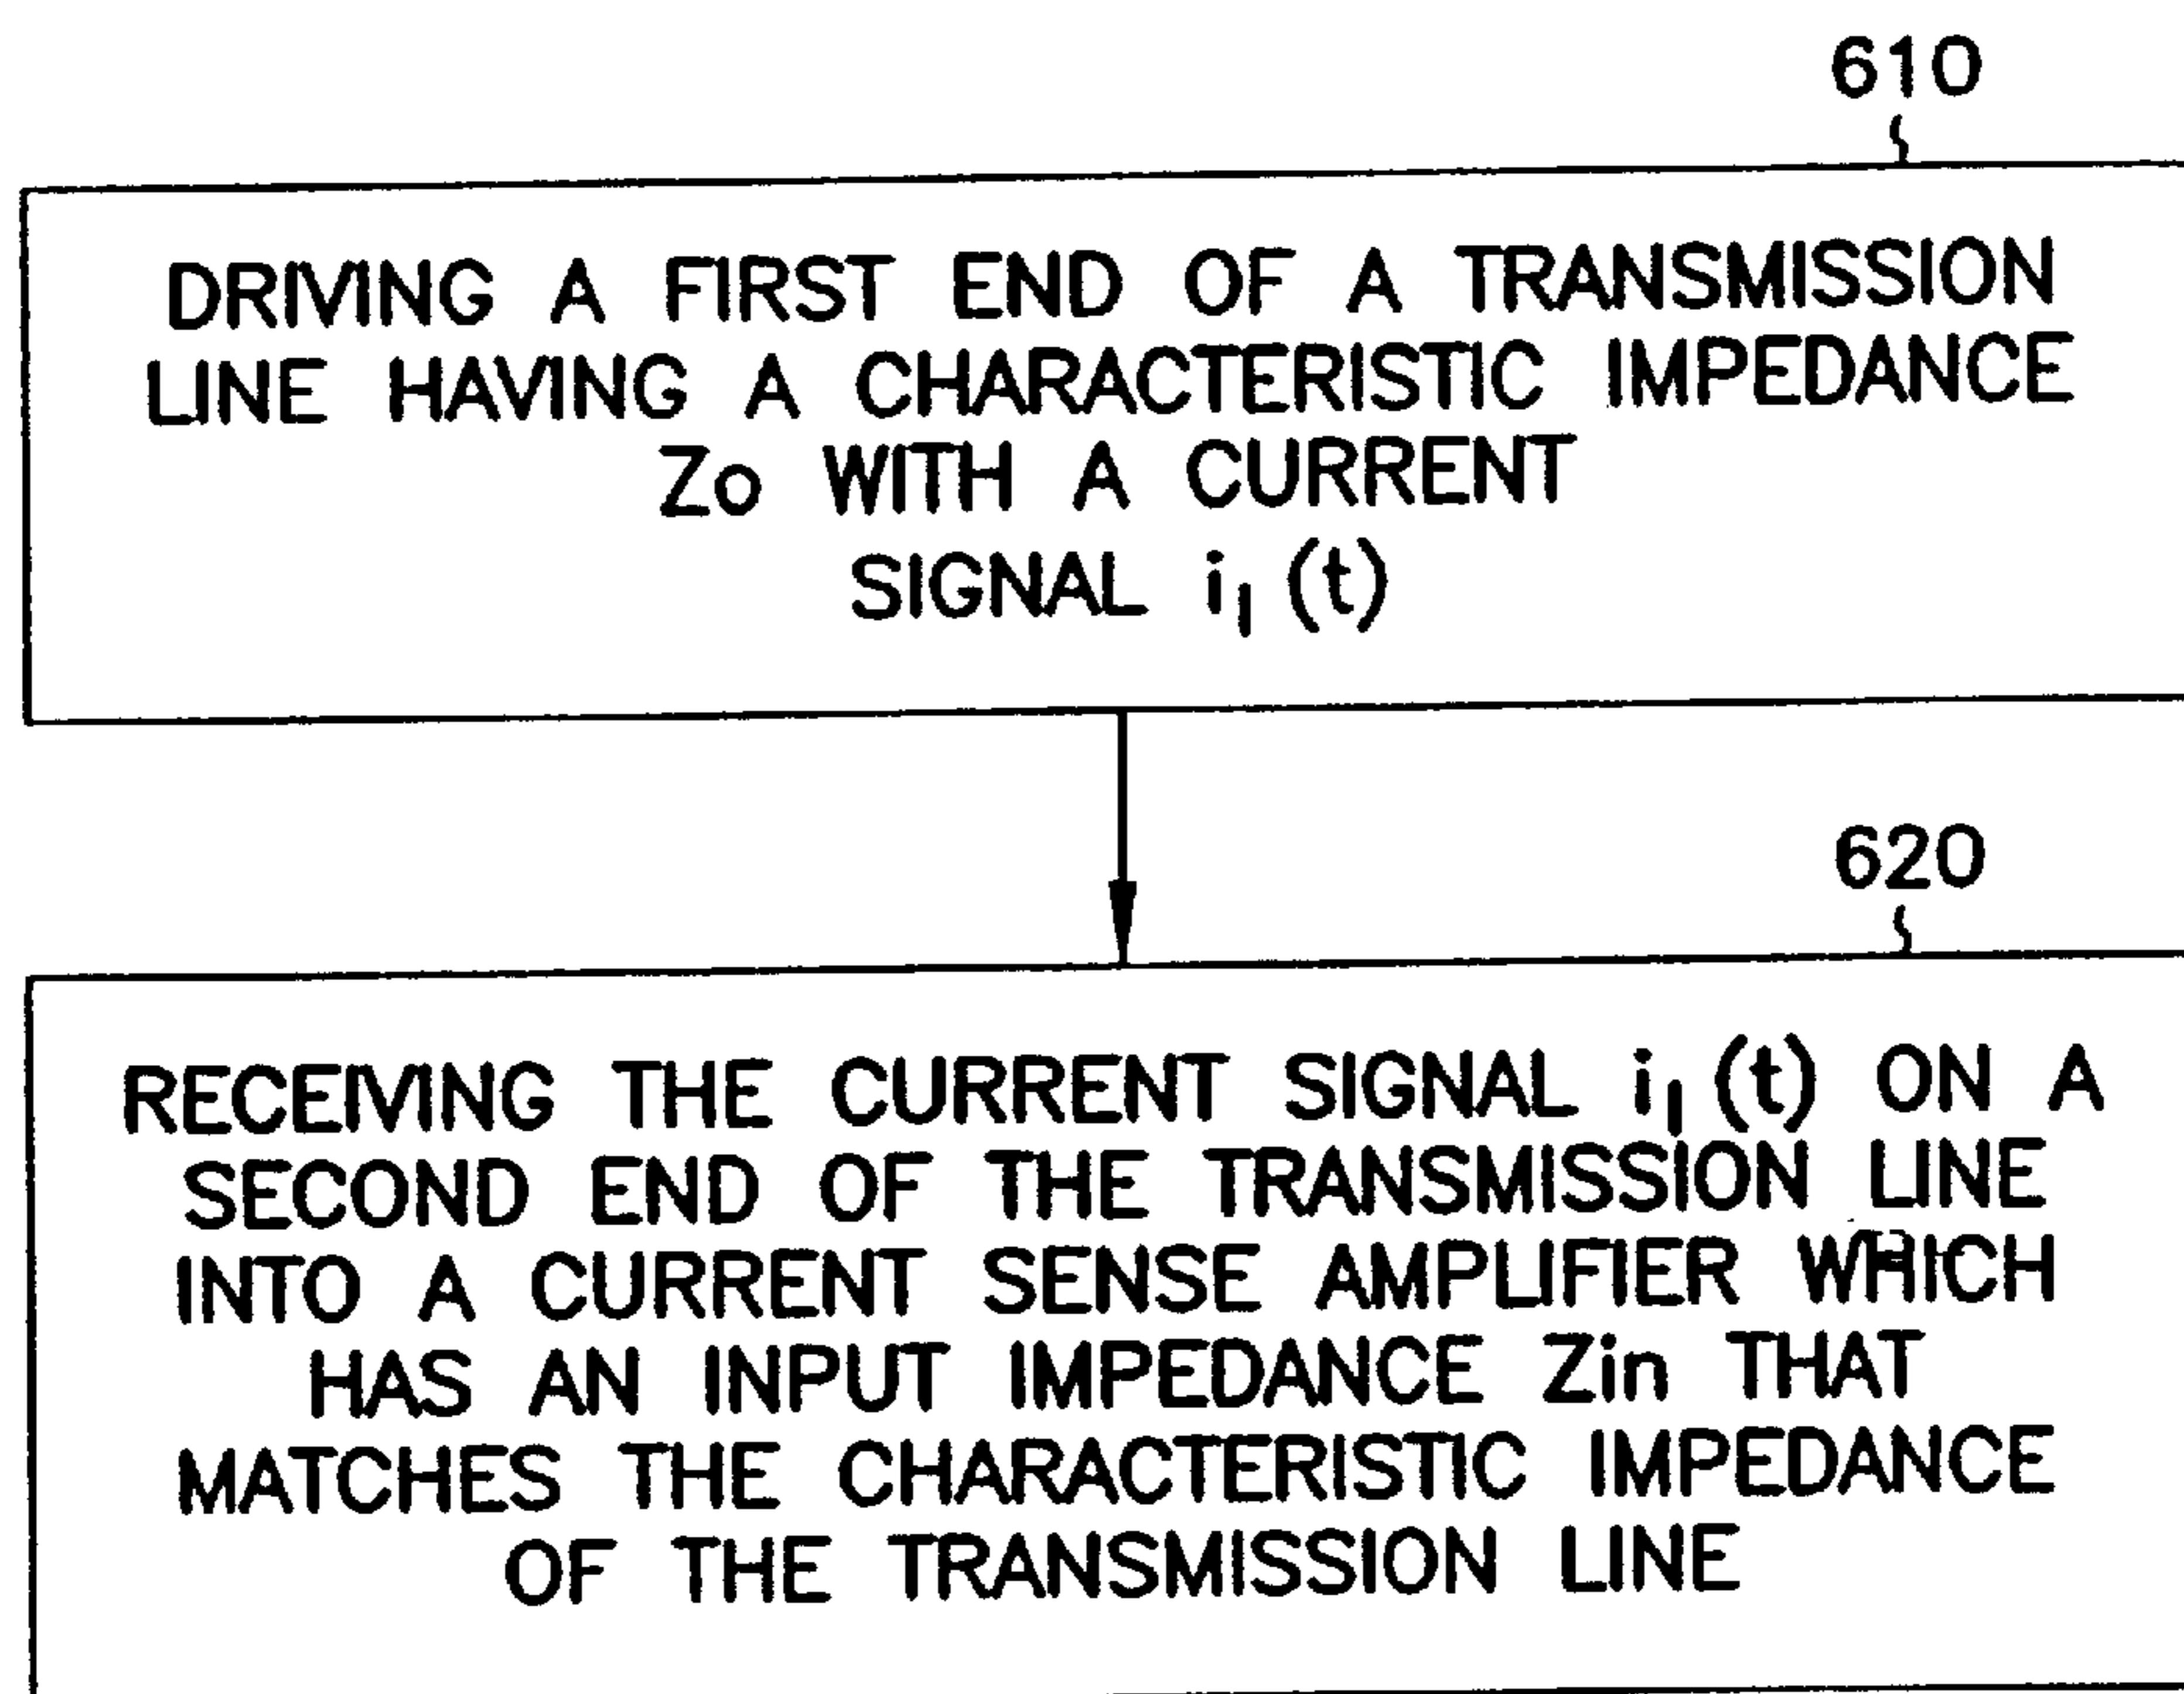 610
DRIVING A FIRST END OF A TRANSMISSION
LINE HAVING A CHARACTERISTIC IMPEDANCE
Zo WITH A CURRENT
SIGNAL i₁ (t)
620
RECEIVING THE CURRENT SIGNAL i₁ (t) ON A
SECOND END OF THE TRANSMISSION LINE
INTO A CURRENT SENSE AMPLIFIER WHICH
HAS AN INPUT IMPEDANCE Zin THAT
MATCHES THE CHARACTERISTIC IMPEDANCE
OF THE TRANSMISSION LINE